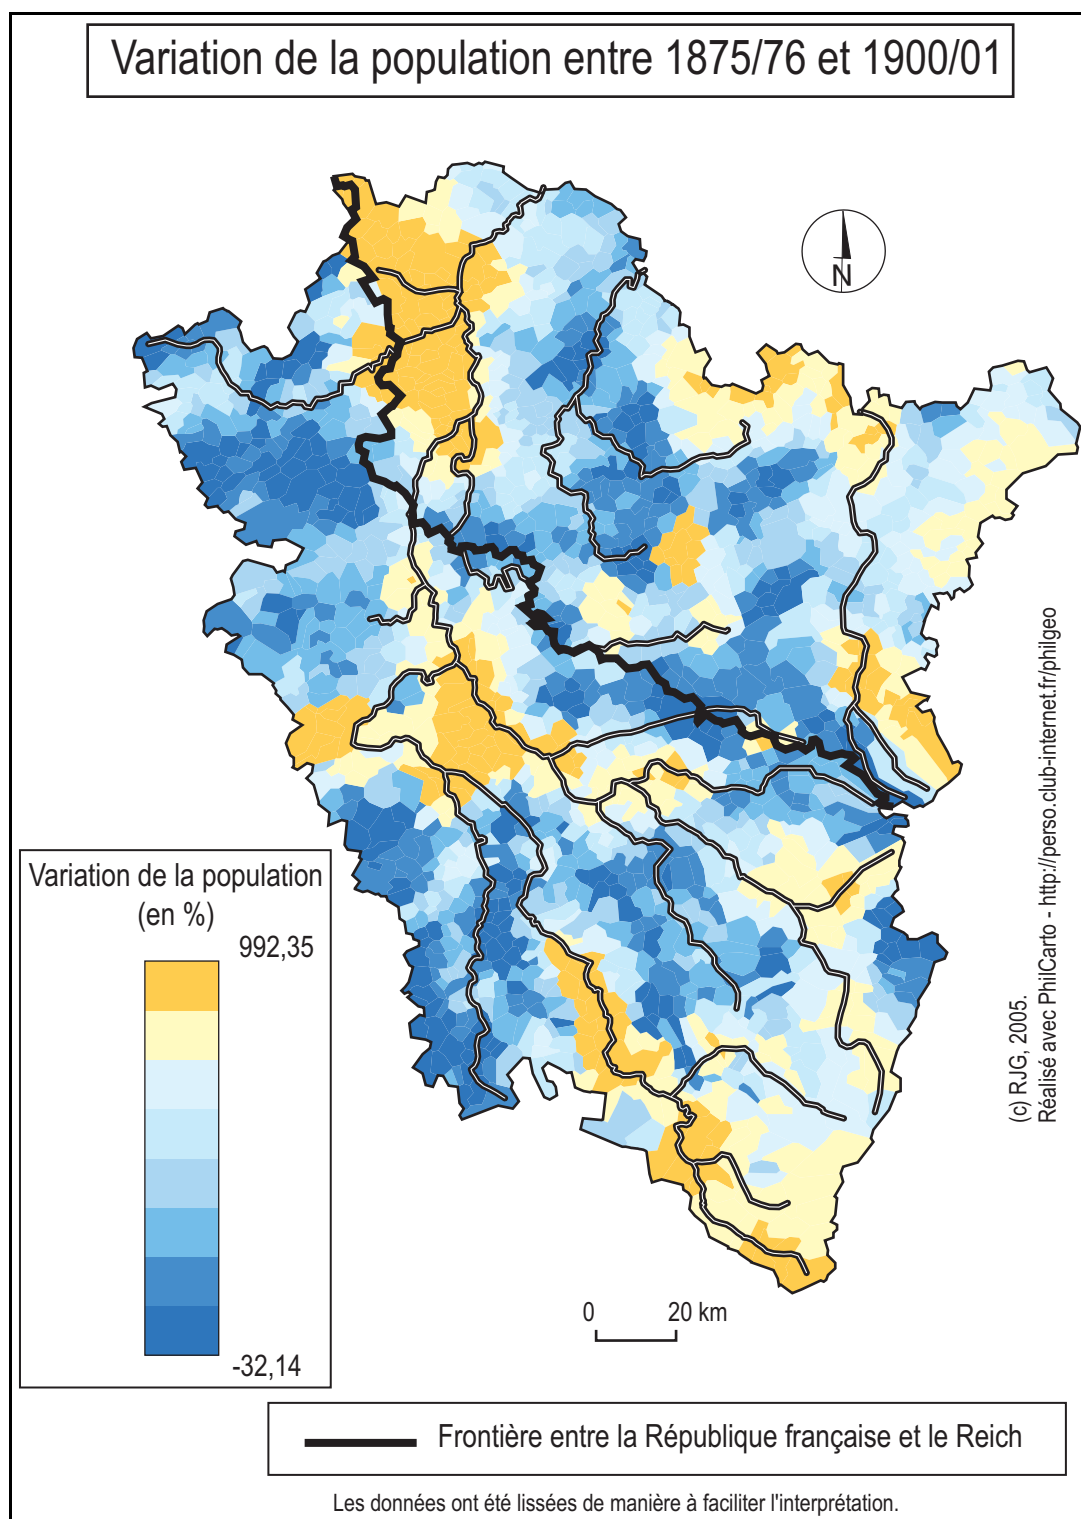 Variation de la population entre 1875/76 et 1900/01
N
Variation de la population
(en %)
992,35
-32,14
0 20 km
(c) RJG, 2005.
Réalisé avec PhilCarto - http://perso.club-internet.fr/philgeo
Frontière entre la République française et le Reich
Les données ont été lissées de manière à faciliter l'interprétation.